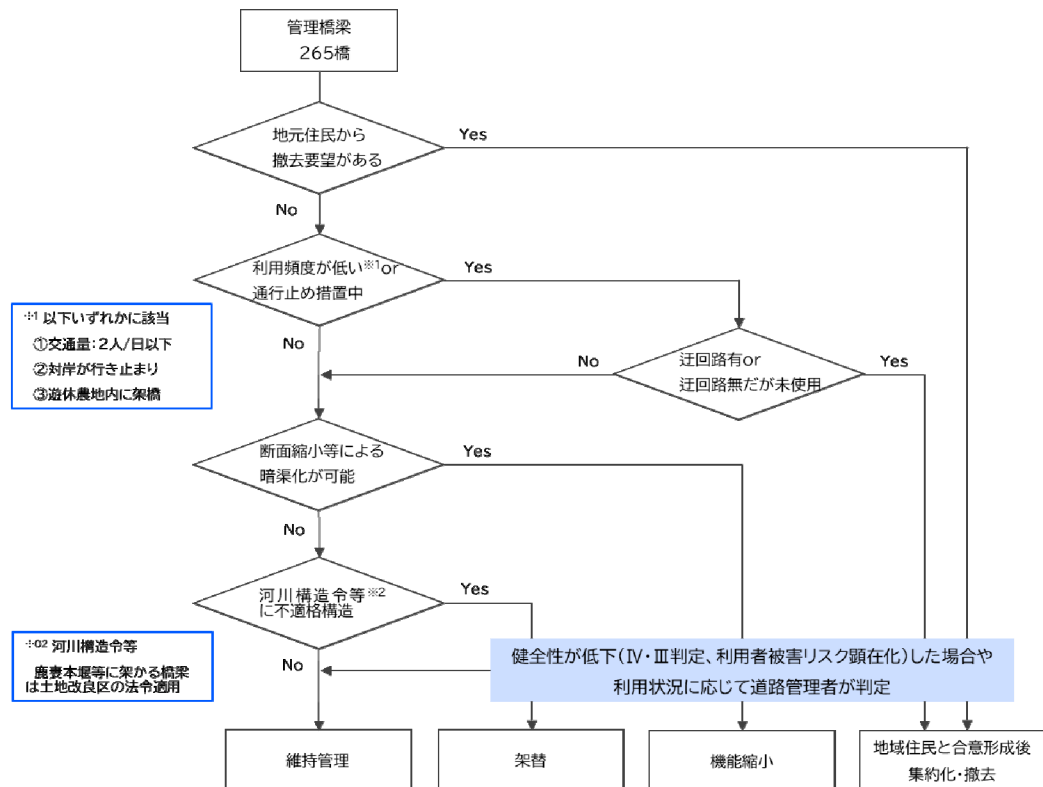 管理橋梁
265橋
地元住民から
撤去要望がある
Yes
No
利用頻度が低い※1or
通行止め措置中
Yes
No
※1 以下いずれかに該当
①交通量：2人/日以下
②対岸が行き止まり
③遊休農地内に架橋
迂回路有or
迂回路無だが未使用
No
Yes
断面縮小等による
暗渠化が可能
Yes
No
河川構造令等※2
に不適格構造
Yes
No
※02 河川構造令等
鹿妻本堰等に架かる橋梁
は土地改良区の法令適用
健全性が低下(Ⅳ・Ⅲ判定、利用者被害リスク顕在化)した場合や
利用状況に応じて道路管理者が判定
維持管理
架替
機能縮小
地域住民と合意形成後
集約化・撤去